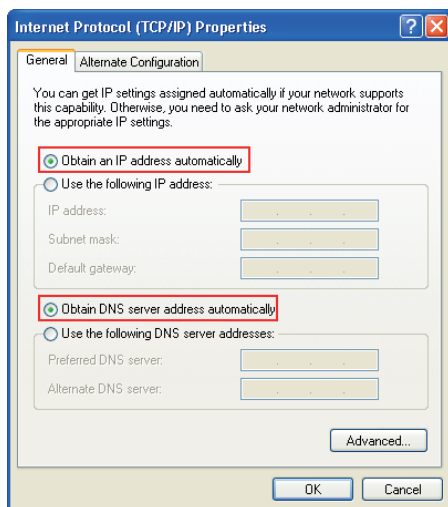 Internet Protocol (TCP/IP) Properties
General
Alternate Configuration
You can get IP settings assigned automatically if your network supports
this capability. Otherwise, you need to ask your network administrator for
the appropriate IP settings.
Obtain an IP address automatically
Use the following IP address:
IP address:
Subnet mask:
Default gateway:
Obtain DNS server address automatically
Use the following DNS server addresses:
Preferred DNS server:
Alternate DNS server:
Advanced...
OK
Cancel